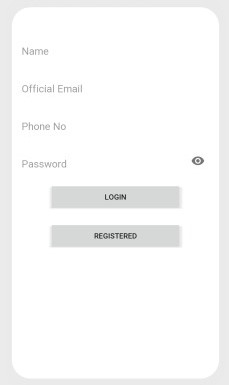 Name
Official Email
Phone No
Password
LOGIN
REGISTERED